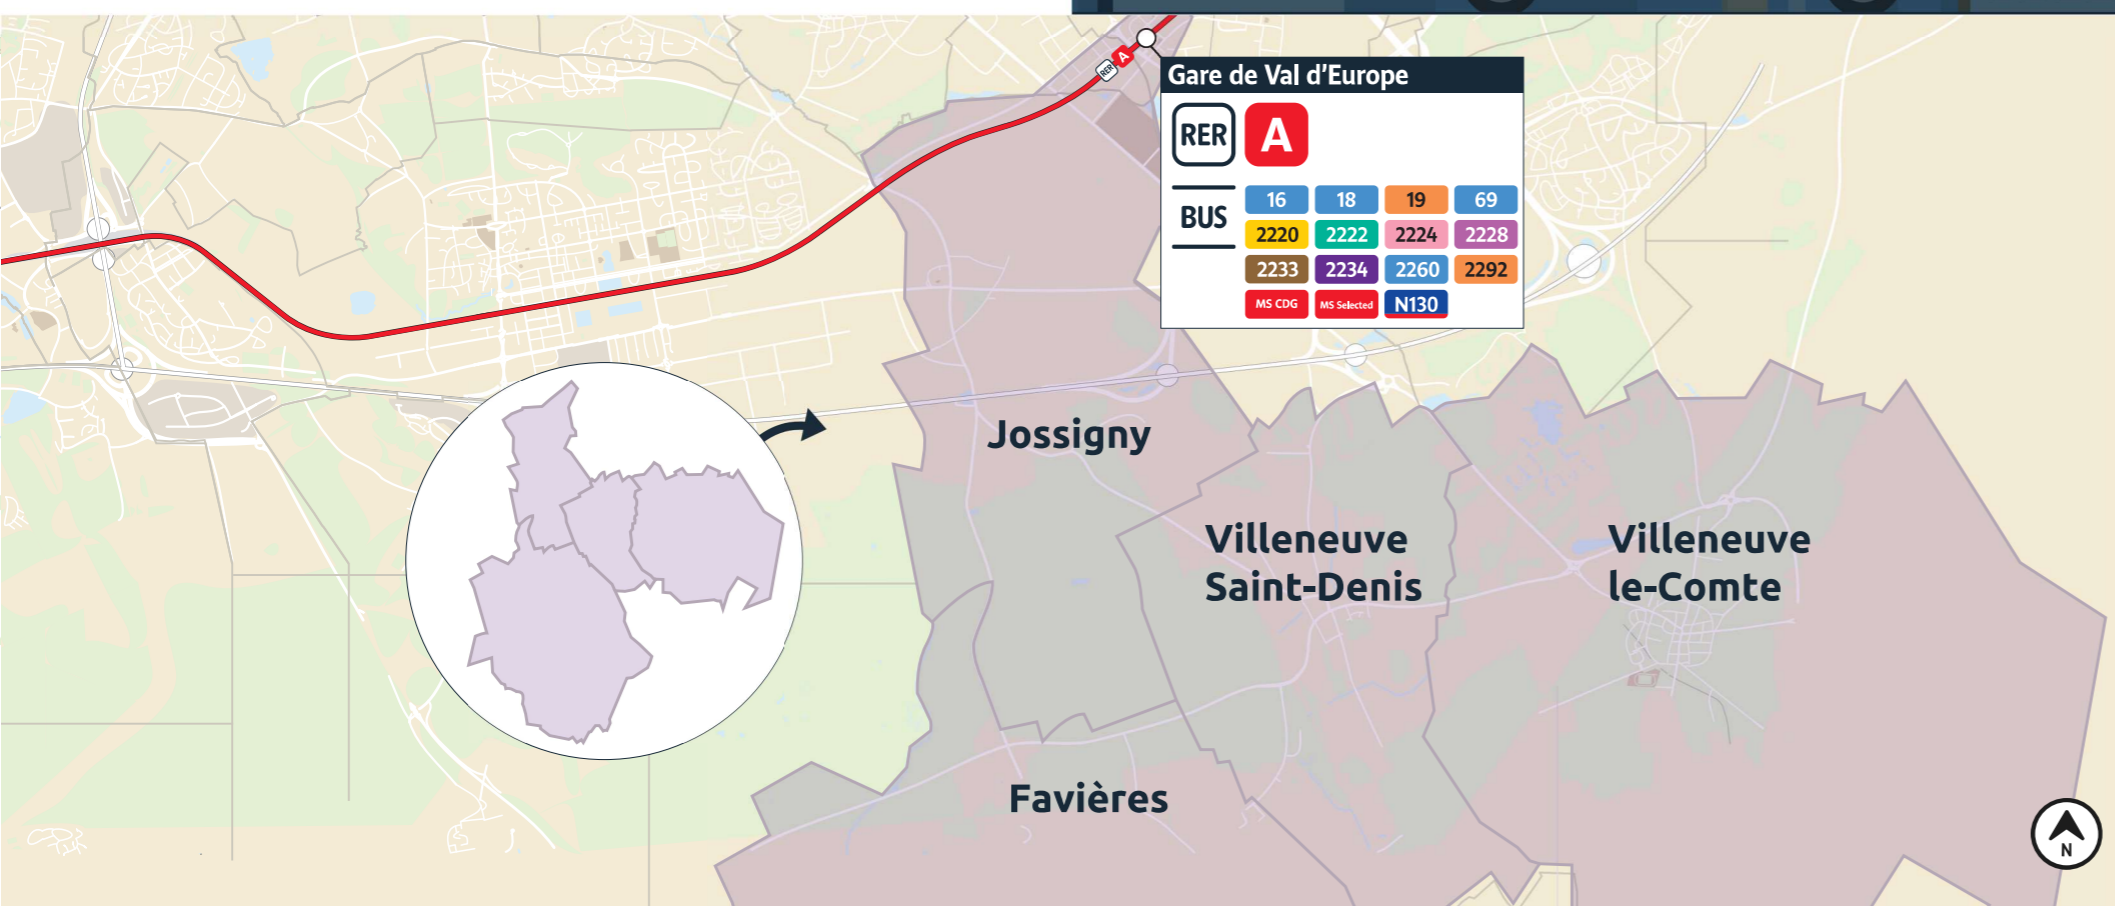 RER A
Gare de Val d'Europe
RER A
BUS
16 18 19 69
2220 2222 2224 2228
2233 2234 2260 2292
MS CDG MS Selected N130
Jossigny
Villeneuve
Saint-Denis
Villeneuve
le-Comte
Favières
N